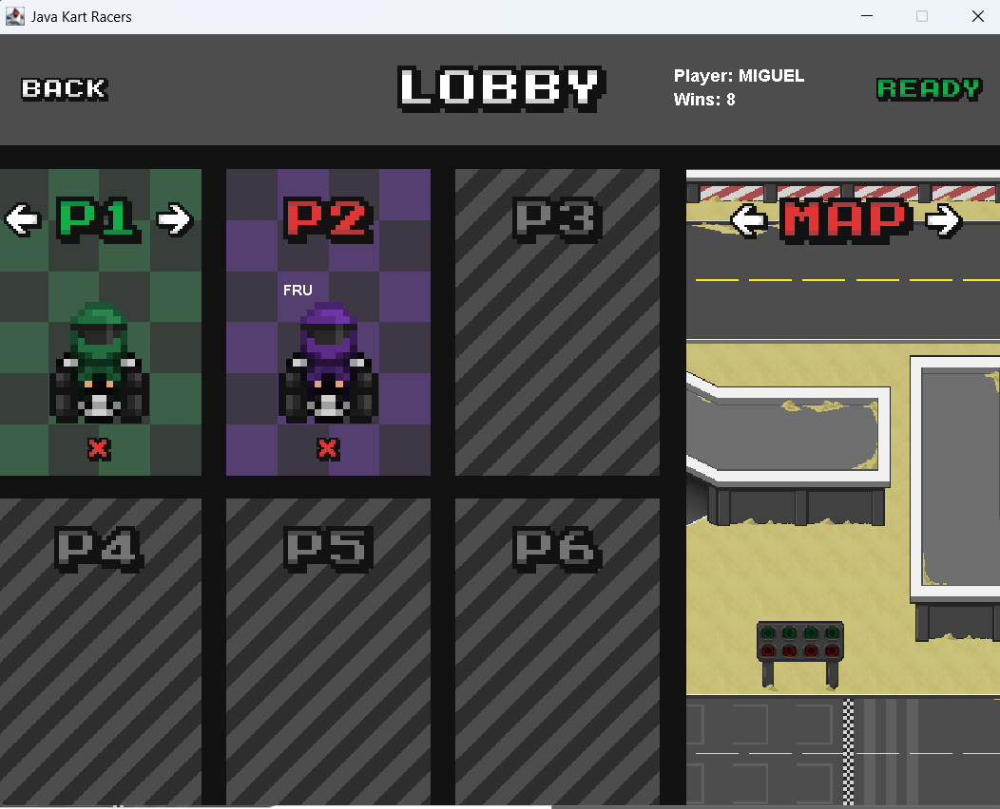 Java Kart Racers
BACK
LOBBY
Player: MIGUEL
Wins: 8
READY
P1
P2
P3
MAP
FRU
P4
P5
P6